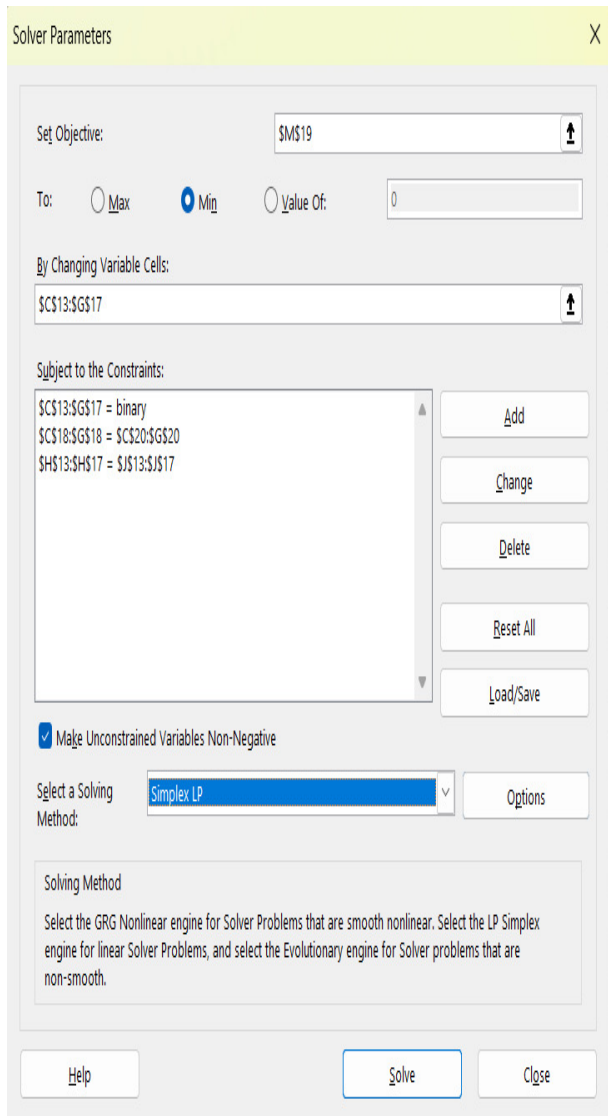 Solver Parameters
Set Objective:
$M$19
To:
Max
Min
Value Of:
0
By Changing Variable Cells:
$C$13:$G$17
Subject to the Constraints:
$C$13:$G$17 = binary
$C$18:$G$18 = $C$20:$G$20
$H$13:$H$17 = $J$13:$J$17
Add
Change
Delete
Reset All
Load/Save
Make Unconstrained Variables Non-Negative
Select a Solving
Method:
Simplex LP
Options
Solving Method
Select the GRG Nonlinear engine for Solver Problems that are smooth nonlinear. Select the LP Simplex
engine for linear Solver Problems, and select the Evolutionary engine for Solver problems that are
non-smooth.
Help
Solve
Close